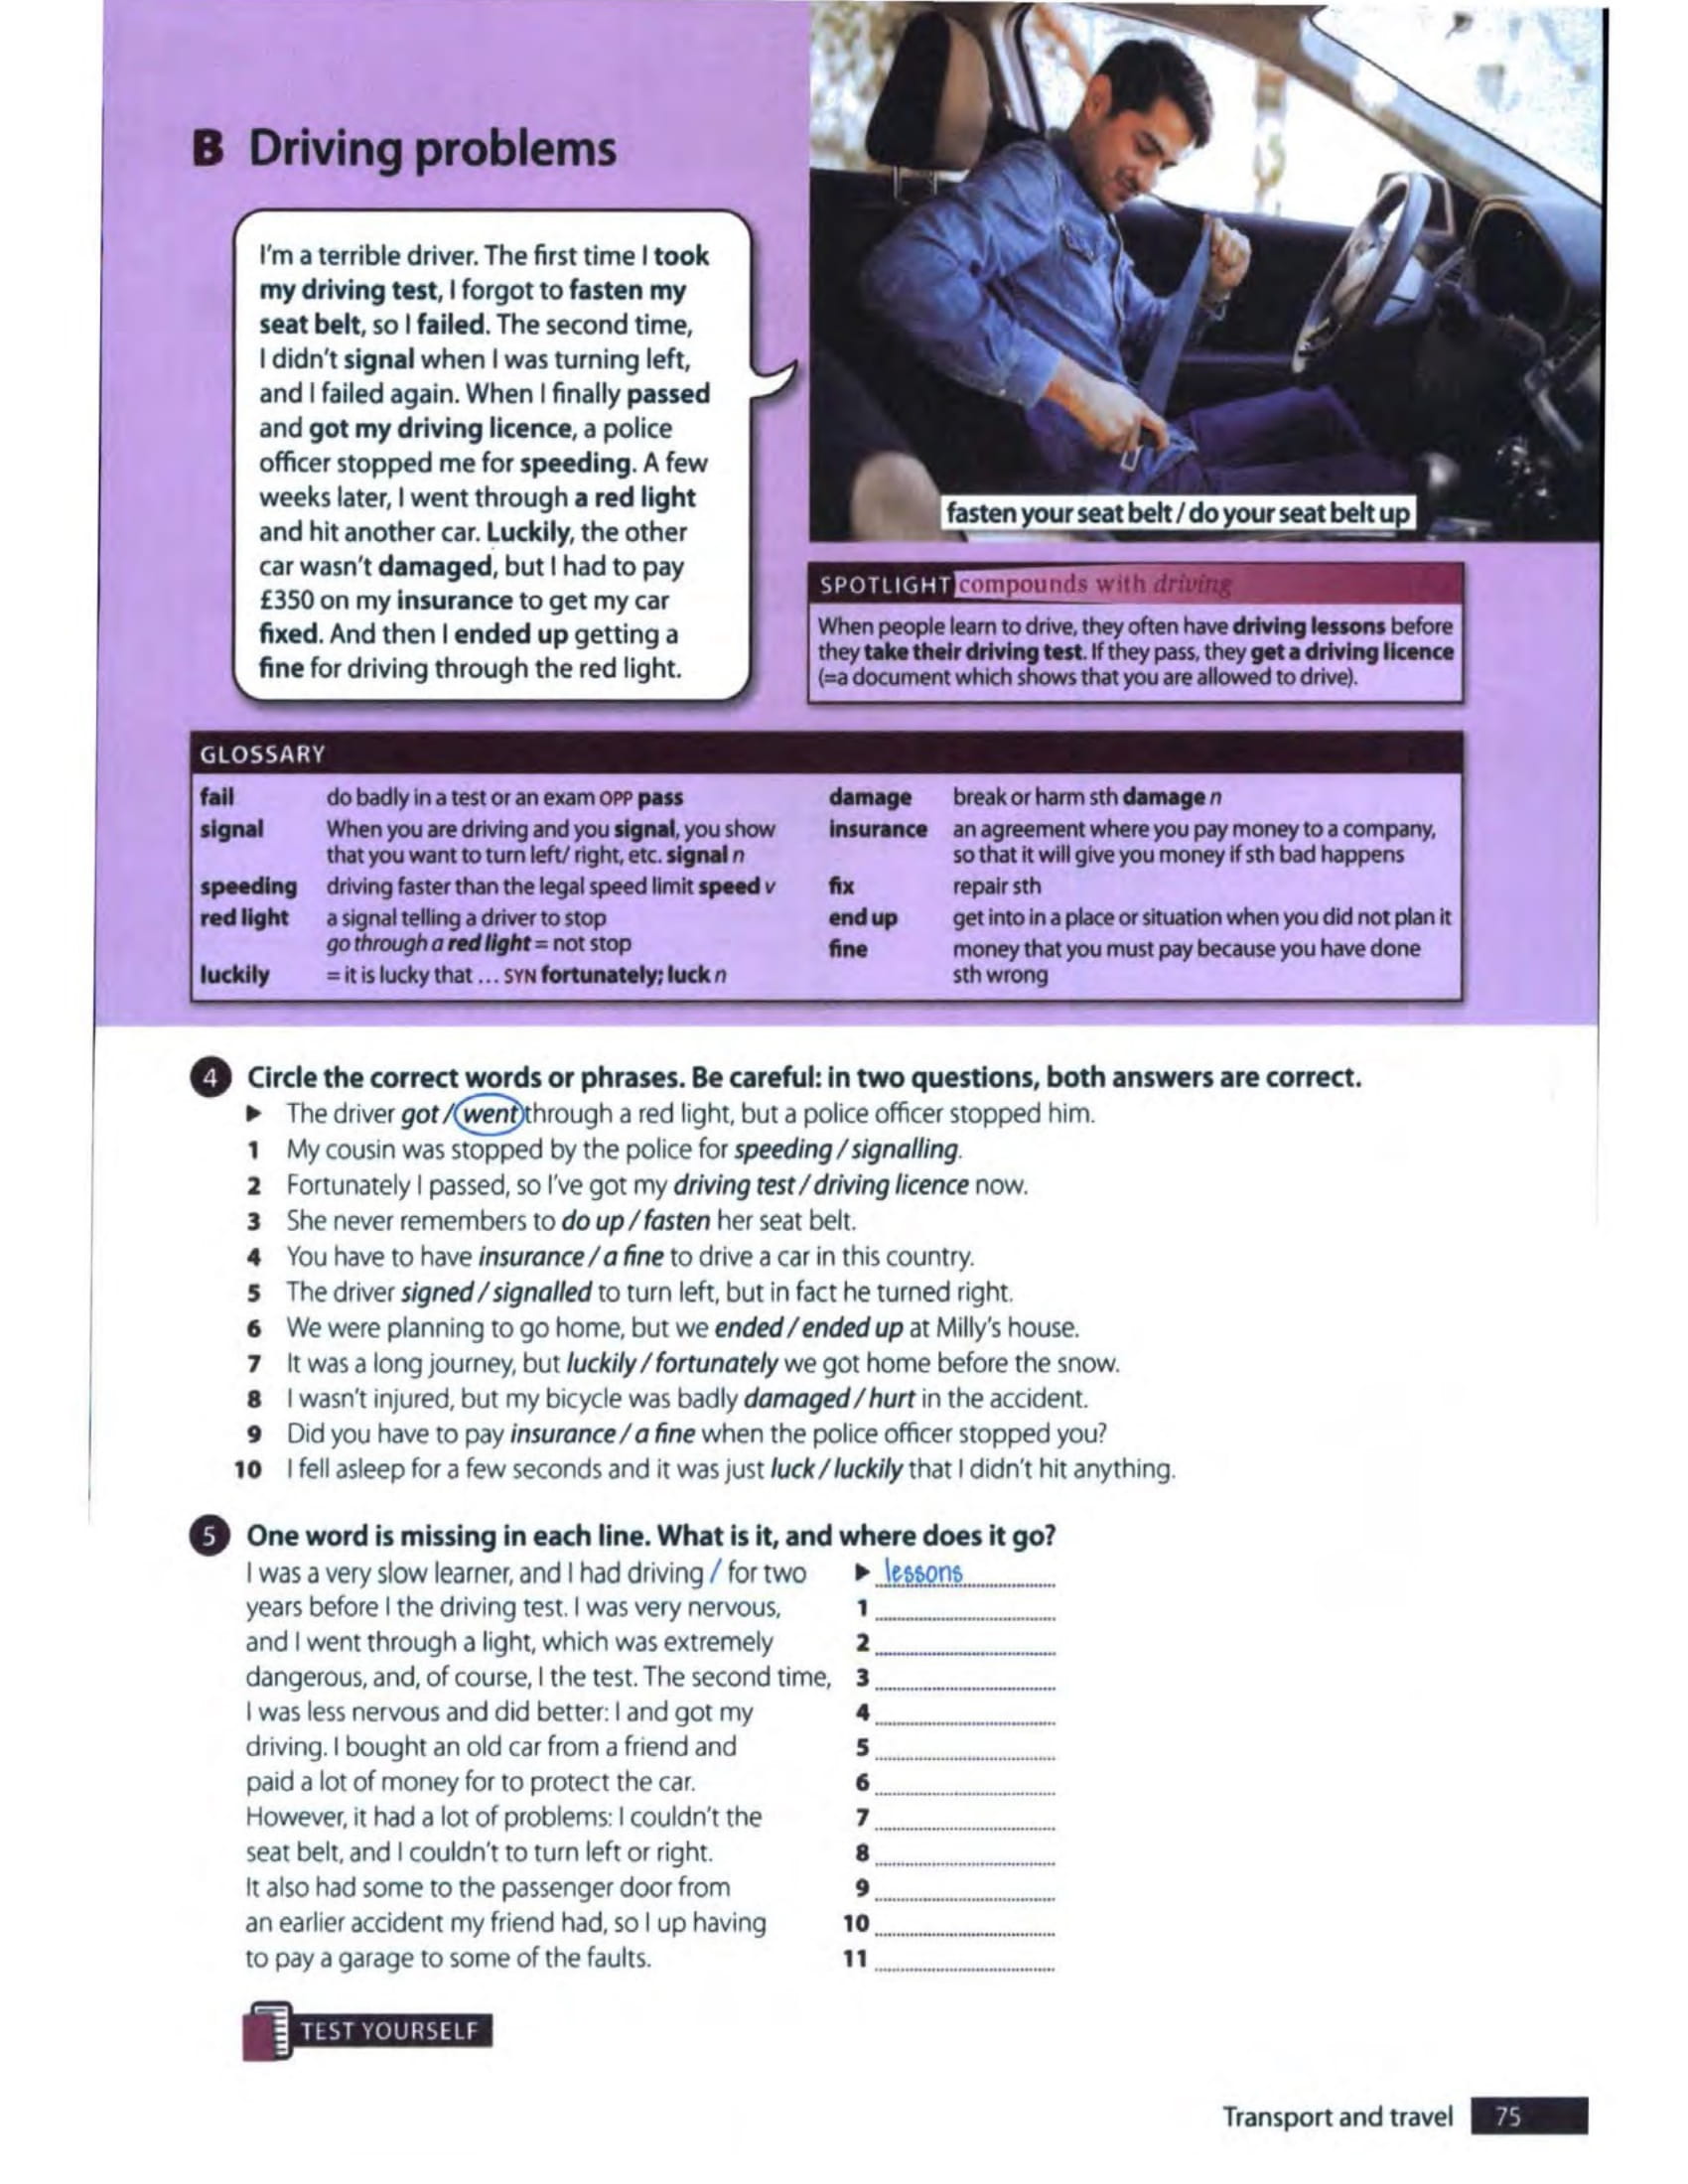 B Driving problems
I'm a terrible driver. The first time I took
my driving test, I forgot to fasten my
seat belt, so I failed. The second time,
I didn't signal when I was turning left,
and I failed again. When I finally passed
and got my driving licence, a police
officer stopped me for speeding. A few
weeks later, I went through a red light
and hit another car. Luckily, the other
car wasn't damaged, but I had to pay
£350 on my insurance to get my car
fixed. And then I ended up getting a
fine for driving through the red light.
fasten your seat belt / do your seat belt up
SPOTLIGHT compounds with driving
When people learn to drive, they often have driving lessons before
they take their driving test. If they pass, they get a driving licence
(=a document which shows that you are allowed to drive).
GLOSSARY
fail do badly in a test or an exam OPP pass
signal When you are driving and you signal, you show
that you want to turn left/ right, etc. signal n
speeding driving faster than the legal speed limit speed v
red light a signal telling a driver to stop
go through a red light = not stop
luckily = it is lucky that ... SYN fortunately; luck n
damage break or harm sth damage n
insurance an agreement where you pay money to a company,
so that it will give you money if sth bad happens
fix repair sth
end up get into in a place or situation when you did not plan it
fine money that you must pay because you have done
sth wrong
4 Circle the correct words or phrases. Be careful: in two questions, both answers are correct.
▶ The driver got / went through a red light, but a police officer stopped him.
1 My cousin was stopped by the police for speeding / signalling.
2 Fortunately I passed, so I've got my driving test / driving licence now.
3 She never remembers to do up / fasten her seat belt.
4 You have to have insurance / a fine to drive a car in this country.
5 The driver signed / signalled to turn left, but in fact he turned right.
6 We were planning to go home, but we ended / ended up at Milly's house.
7 It was a long journey, but luckily / fortunately we got home before the snow.
8 I wasn't injured, but my bicycle was badly damaged / hurt in the accident.
9 Did you have to pay insurance / a fine when the police officer stopped you?
10 I fell asleep for a few seconds and it was just luck / luckily that I didn't hit anything.
5 One word is missing in each line. What is it, and where does it go?
I was a very slow learner, and I had driving / for two ▶ lessons
years before I the driving test. I was very nervous, 1
and I went through a light, which was extremely 2
dangerous, and, of course, I the test. The second time, 3
I was less nervous and did better: I and got my 4
driving. I bought an old car from a friend and 5
paid a lot of money for to protect the car. 6
However, it had a lot of problems: I couldn't the 7
seat belt, and I couldn't to turn left or right. 8
It also had some to the passenger door from 9
an earlier accident my friend had, so I up having 10
to pay a garage to some of the faults. 11
TEST YOURSELF
Transport and travel 75